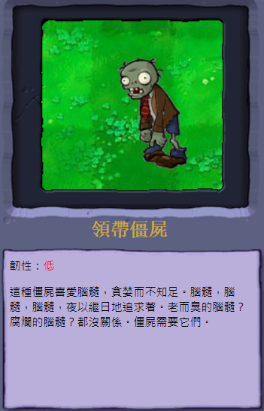 領帶僵屍
韌性：低
這種僵屍喜愛腦髓，貪婪而不知足。腦髓，腦
髓，腦髓，夜以繼日地追求著。老而臭的腦髓？
腐爛的腦髓？都沒關係。僵屍需要它們。